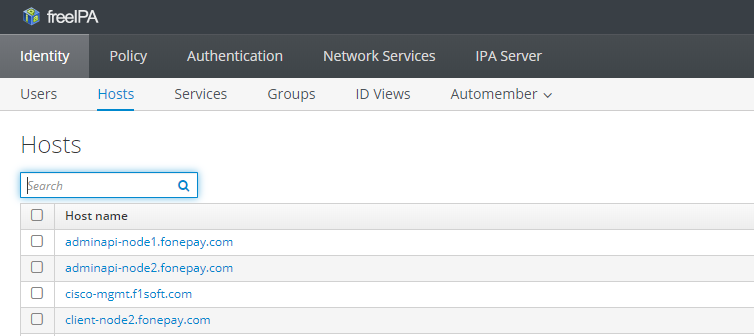 freeIPA
Identity Policy Authentication Network Services IPA Server
Users Hosts Services Groups ID Views Automember
Hosts
Search
Host name
adminapi-node1.fonepay.com
adminapi-node2.fonepay.com
cisco-mgmt.f1soft.com
client-node2.fonepay.com